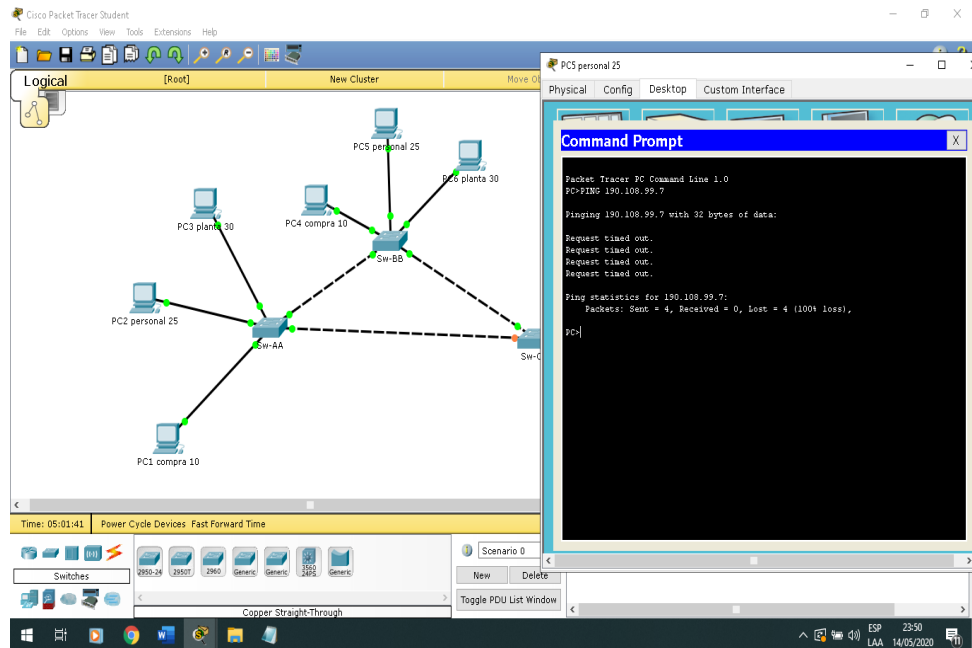 Cisco Packet Tracer Student
File Edit Options View Tools Extensions Help
Logical
[Root]
New Cluster
PC5 personal 25
PC6 planta 30
PC4 compra 10
PC3 planta 30
Sw-BB
PC2 personal 25
Sw-AA
PC1 compra 10
PC5 personal 25
Physical Config Desktop Custom Interface
Command Prompt
X
Packet Tracer PC Command Line 1.0
PC>PING 190.108.99.7
Pinging 190.108.99.7 with 32 bytes of data:
Request timed out.
Request timed out.
Request timed out.
Request timed out.
Ping statistics for 190.108.99.7:
Packets: Sent = 4, Received = 0, Lost = 4 (100% loss),
PC>
Time: 05:01:41 Power Cycle Devices Fast Forward Time
Switches
2950-24 2950T 2960 Generic Generic 3560 24PS Generic
Copper Straight-Through
Scenario 0
New Delete
Toggle PDU List Window
ESP
LAA
23:50
14/05/2020